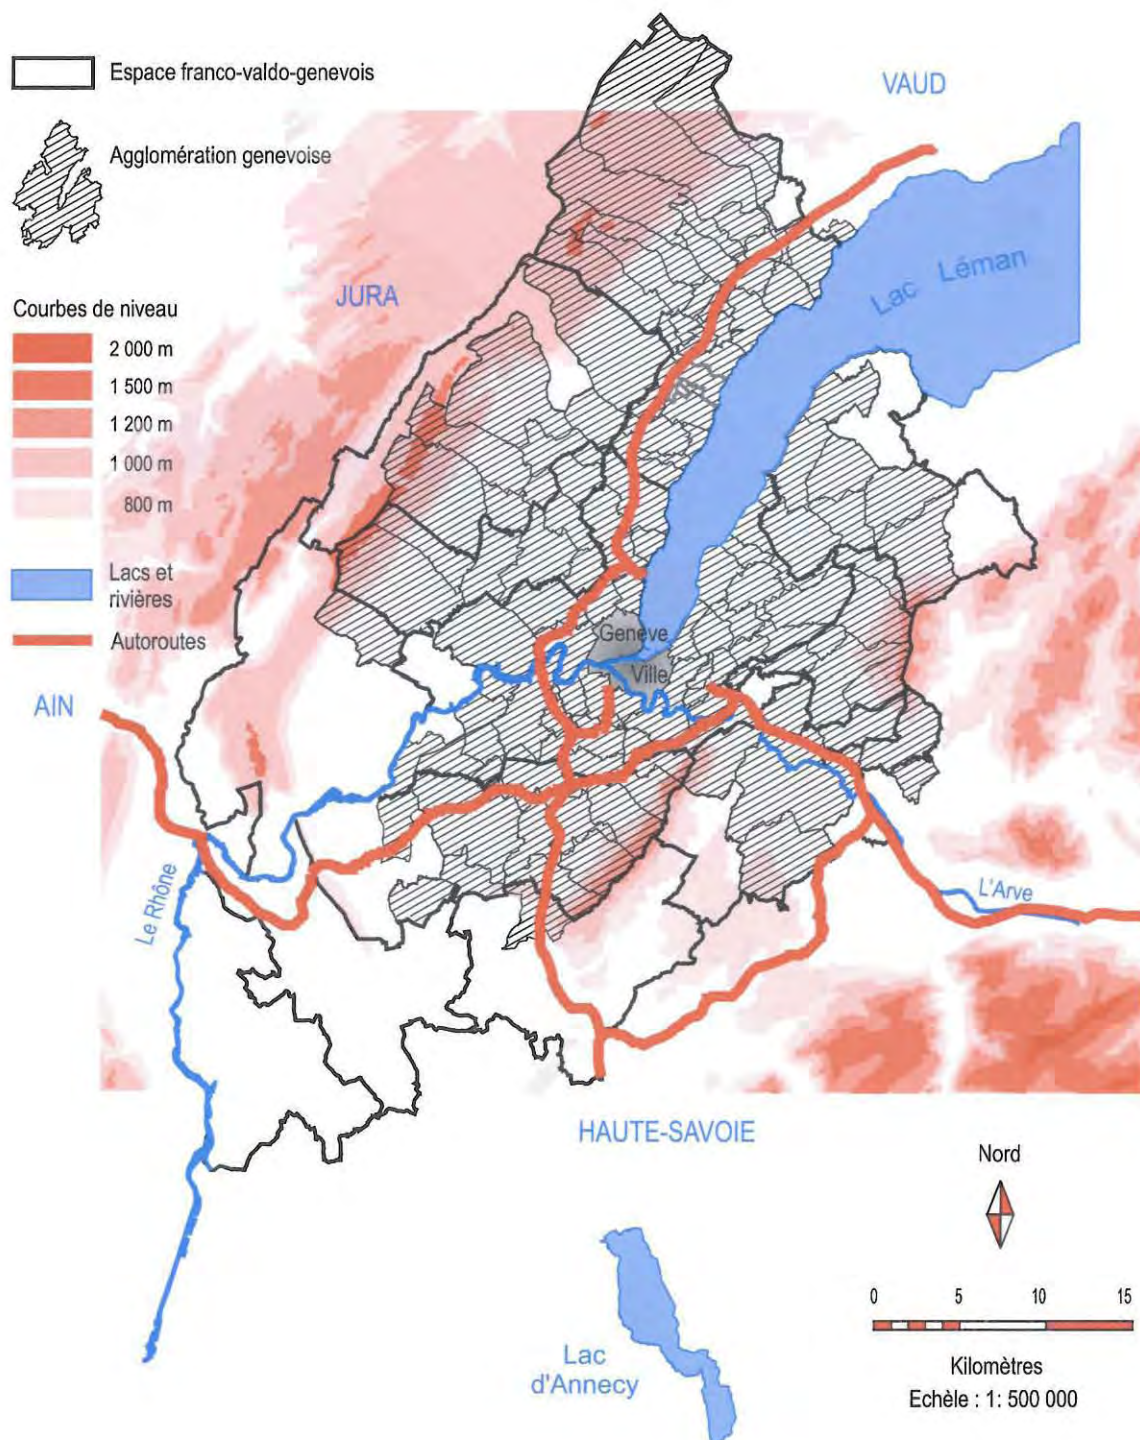 Espace franco-valdo-genevois
VAUD
Agglomération genevoise
Lac Léman
JURA
Courbes de niveau
2 000 m
1 500 m
1 200 m
1 000 m
800 m
Lacs et
rivières
Autoroutes
Genève
Ville
AIN
Le Rhône
L'Arve
HAUTE-SAVOIE
Nord
0 5 10 15
Kilomètres
Echèle : 1: 500 000
Lac
d'Annecy